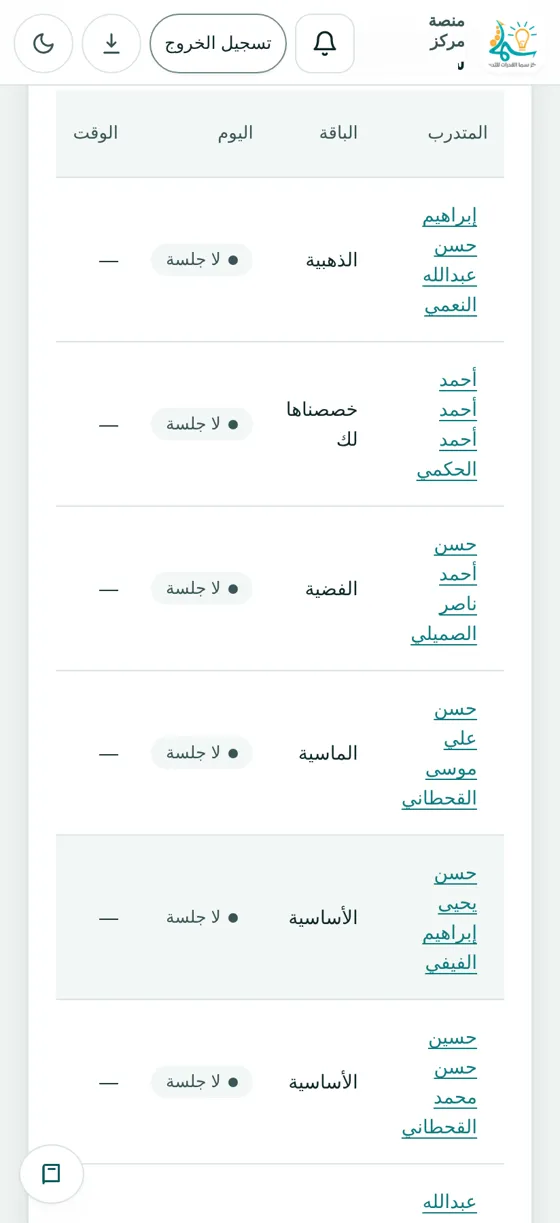 منصة
مركز
تسجيل الخروج
المتدرب
الباقة
اليوم
الوقت
إبراهيم
حسن
عبدالله
النعمي
الذهبية
لا جلسة
—
أحمد
أحمد
أحمد
الحكمي
خصصناها
لك
لا جلسة
—
حسن
أحمد
ناصر
الصميلي
الفضية
لا جلسة
—
حسن
علي
موسى
القحطاني
الماسية
لا جلسة
—
حسن
يحيى
إبراهيم
الفيفي
الأساسية
لا جلسة
—
حسين
حسن
محمد
القحطاني
الأساسية
لا جلسة
—
عبدالله